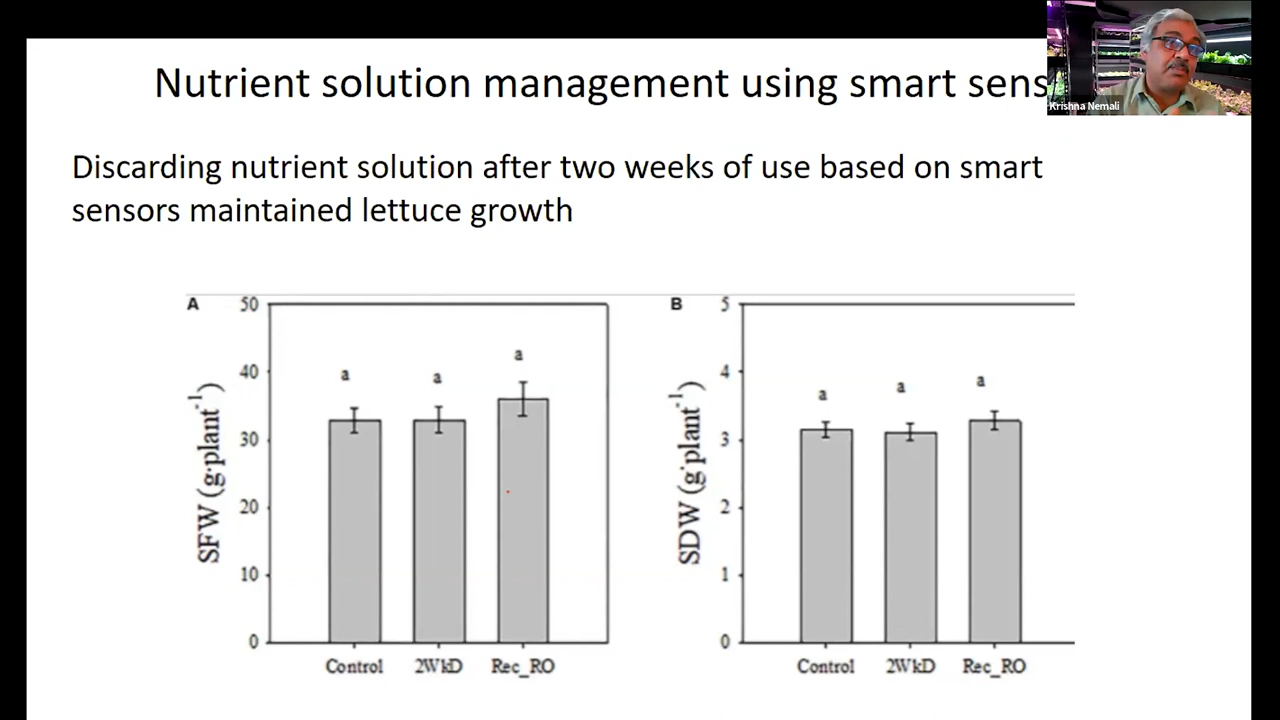 Nutrient solution management using smart sens
Krishna Nemali
Discarding nutrient solution after two weeks of use based on smart
sensors maintained lettuce growth
A
50
40
30
20
10
0
SFW (g·plant⁻¹)
a
a
a
Control
2WkD
Rec_RO
B
5
4
3
2
1
0
SDW (g·plant⁻¹)
a
a
a
Control
2WkD
Rec_RO